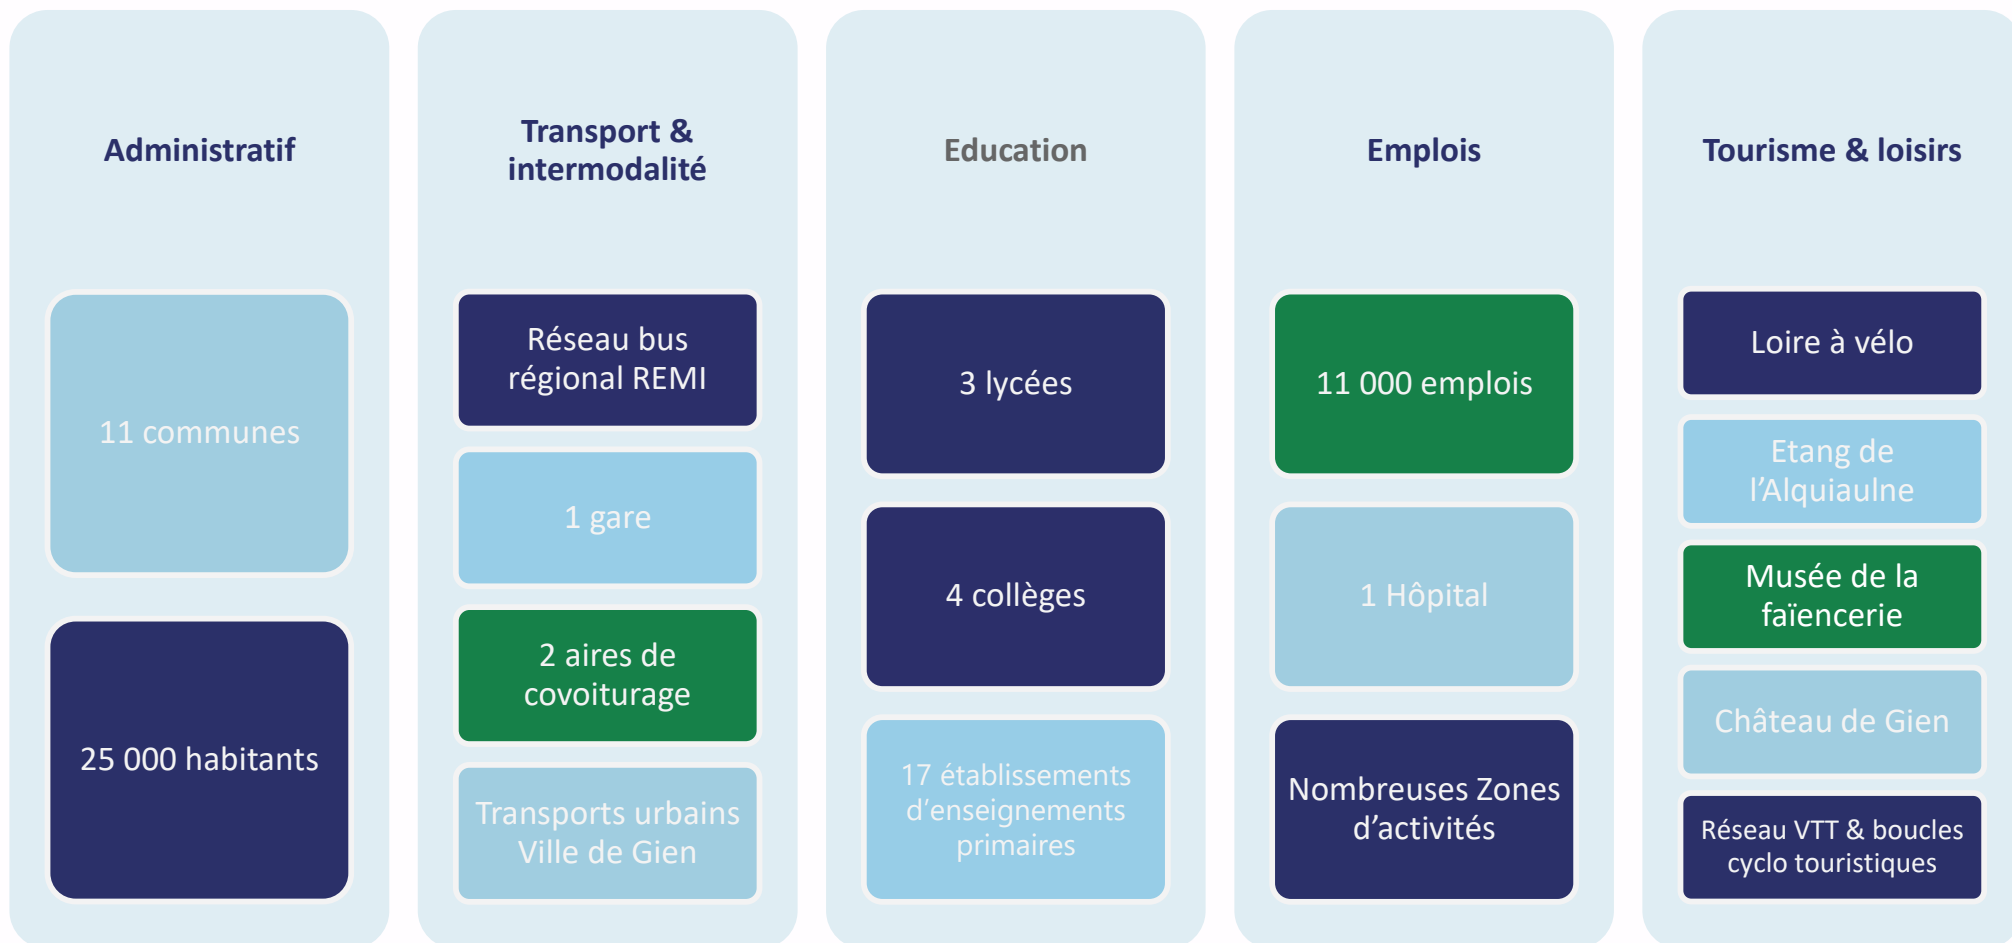 Administratif
11 communes
25 000 habitants
Transport &
intermodalité
Réseau bus
régional REMI
1 gare
2 aires de
covoiturage
Transports urbains
Ville de Gien
Education
3 lycées
4 collèges
17 établissements
d’enseignements
primaires
Emplois
11 000 emplois
1 Hôpital
Nombreuses Zones
d’activités
Tourisme & loisirs
Loire à vélo
Etang de
l’Alquiaulne
Musée de la
faïencerie
Château de Gien
Réseau VTT & boucles
cyclo touristiques